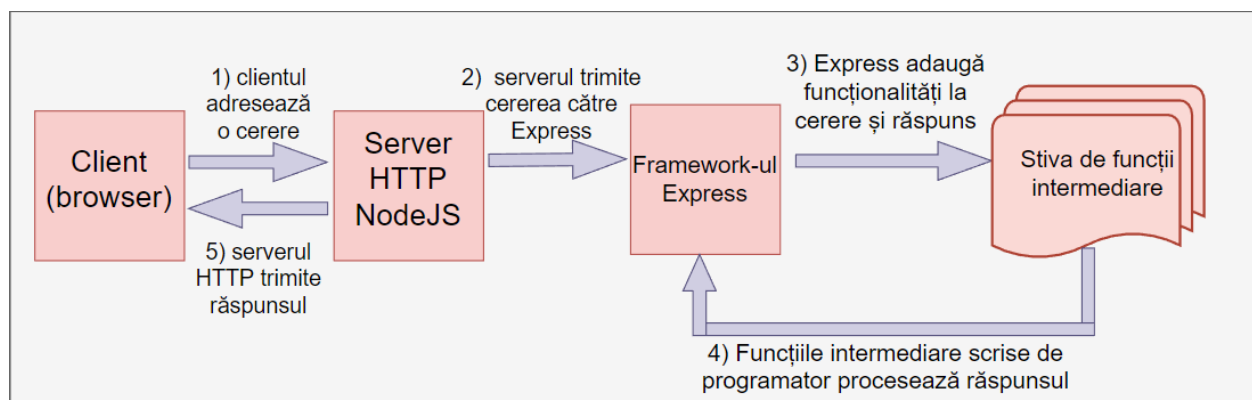 1) clientul
adresează
o cerere
2) serverul trimite
cererea către
Express
3) Express adaugă
funcționalități la
cerere și răspuns
Client
(browser)
Server
HTTP
NodeJS
Framework-ul
Express
Stiva de funcții
intermediare
5) serverul
HTTP trimite
răspunsul
4) Funcțiile intermediare scrise de
programator procesează răspunsul